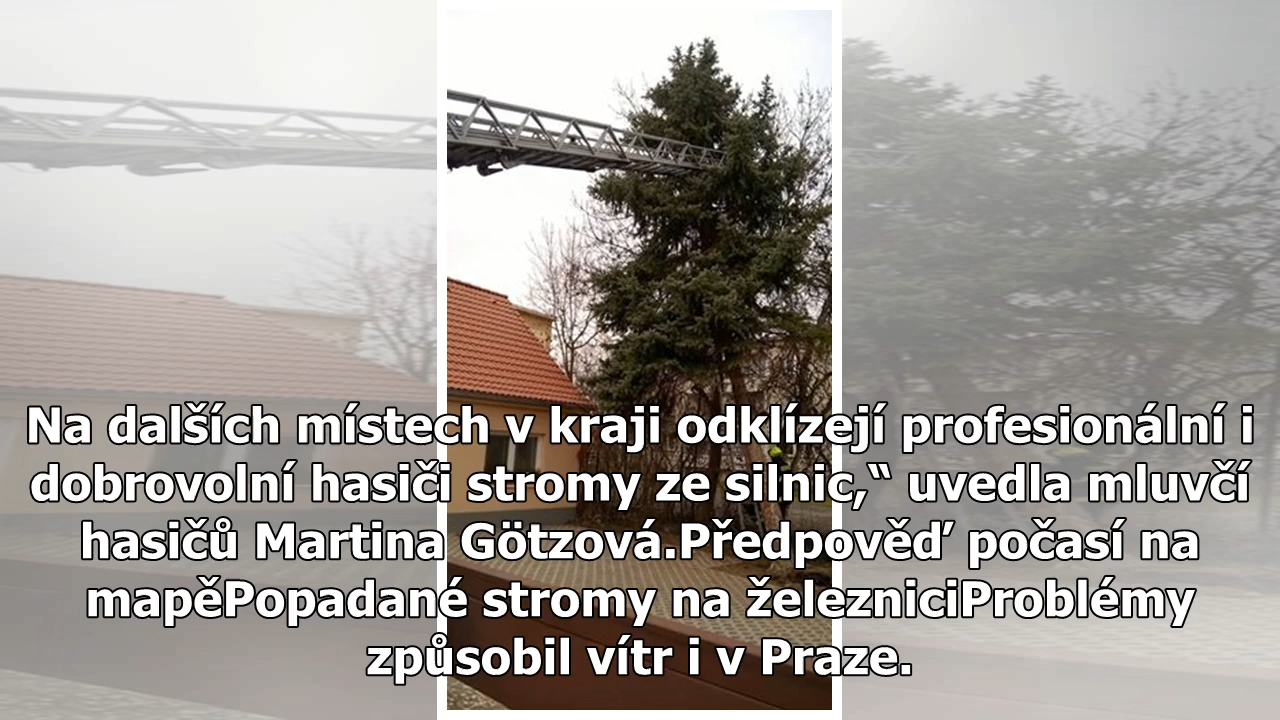 Na dalších místech v kraji odklízejí profesionální i
dobrovolní hasiči stromy ze silnic,“ uvedla mluvčí
hasičů Martina Götzová.Předpověď počasí na
mapěPopadané stromy na železniciProblémy
způsobil vítr i v Praze.